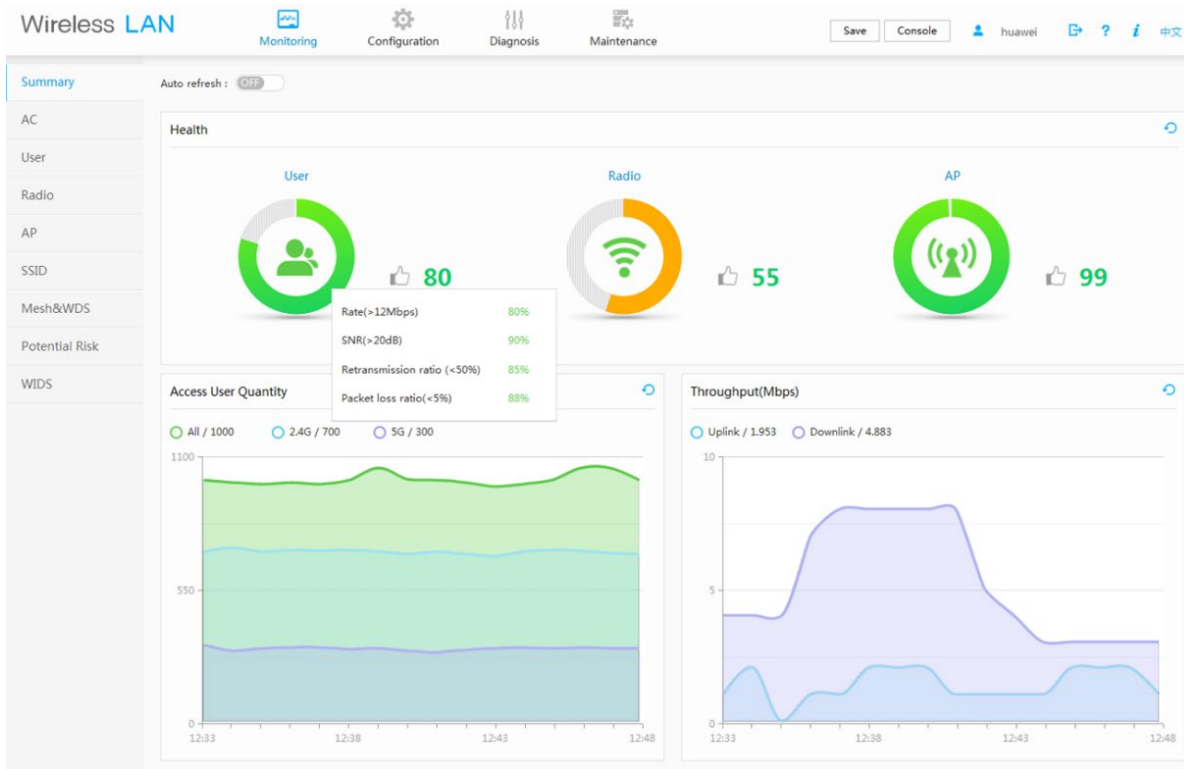 Wireless LAN
Monitoring
Configuration
Diagnosis
Maintenance
Save
Console
huawei
?
i
中文
Summary
AC
User
Radio
AP
SSID
Mesh&WDS
Potential Risk
WIDS
Auto refresh :
OFF
Health
User
Radio
AP
80
55
99
Rate(>12Mbps) 80%
SNR(>20dB) 90%
Retransmission ratio (<50%) 85%
Packet loss ratio(<5%) 88%
Access User Quantity
All / 1000
2.4G / 700
5G / 300
1100
550
0
12:33
12:38
12:43
12:48
Throughput(Mbps)
Uplink / 1.953
Downlink / 4.883
10
5
0
12:33
12:38
12:43
12:48